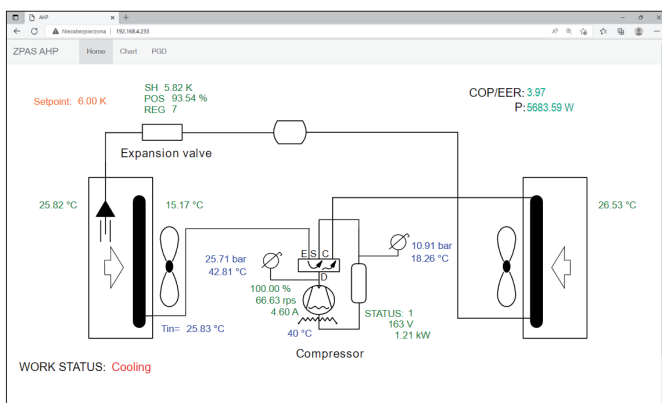 AHP
Niezabezpieczona | 192.168.4.233
ZPAS AHP Home Chart PGD
Setpoint: 6.00 K
SH 5.82 K
POS 93.54 %
REG 7
COP/EER: 3.97
P: 5683.59 W
Expansion valve
25.82 °C
15.17 °C
26.53 °C
25.71 bar
42.81 °C
E S C
D
10.91 bar
18.26 °C
100.00 %
66.63 rps
4.60 A
STATUS: 1
163 V
1.21 kW
Tin= 25.83 °C
40 °C
Compressor
WORK STATUS: Cooling